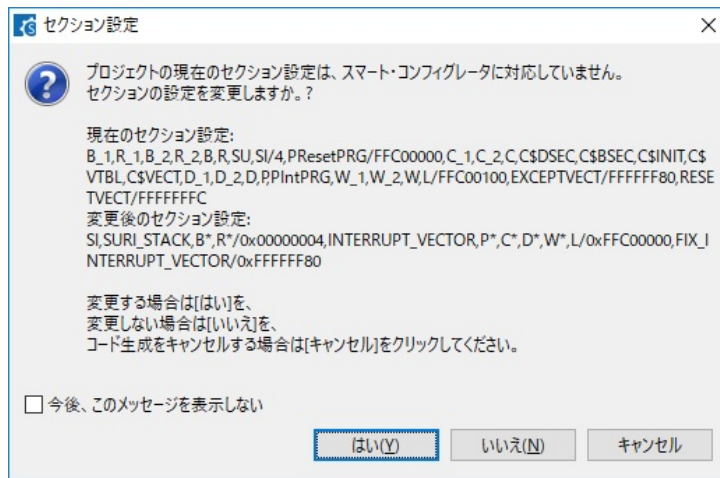 セクション設定
プロジェクトの現在のセクション設定は、スマート・コンフィグレータに対応していません。
セクションの設定を変更しますか。?
現在のセクション設定:
B_1,R_1,B_2,R_2,B,R,SU,SI/4,PResetPRG/FFC00000,C_1,C_2,C,C$DSEC,C$BSEC,C$INIT,C$
VTBL,C$VECT,D_1,D_2,D,P,PIntPRG,W_1,W_2,W,L/FFC00100,EXCEPTVECT/FFFFFF80,RESE
TVECT/FFFFFFFC
変更後のセクション設定:
SI,SURI_STACK,B*,R*/0x00000004,INTERRUPT_VECTOR,P*,C*,D*,W*,L/0xFFC00000,FIX_I
NTERRUPT_VECTOR/0xFFFFFF80
変更する場合は[はい]を、
変更しない場合は[いいえ]を、
コード生成をキャンセルする場合は[キャンセル]をクリックしてください。
今後、このメッセージを表示しない
はい(Y)
いいえ(N)
キャンセル